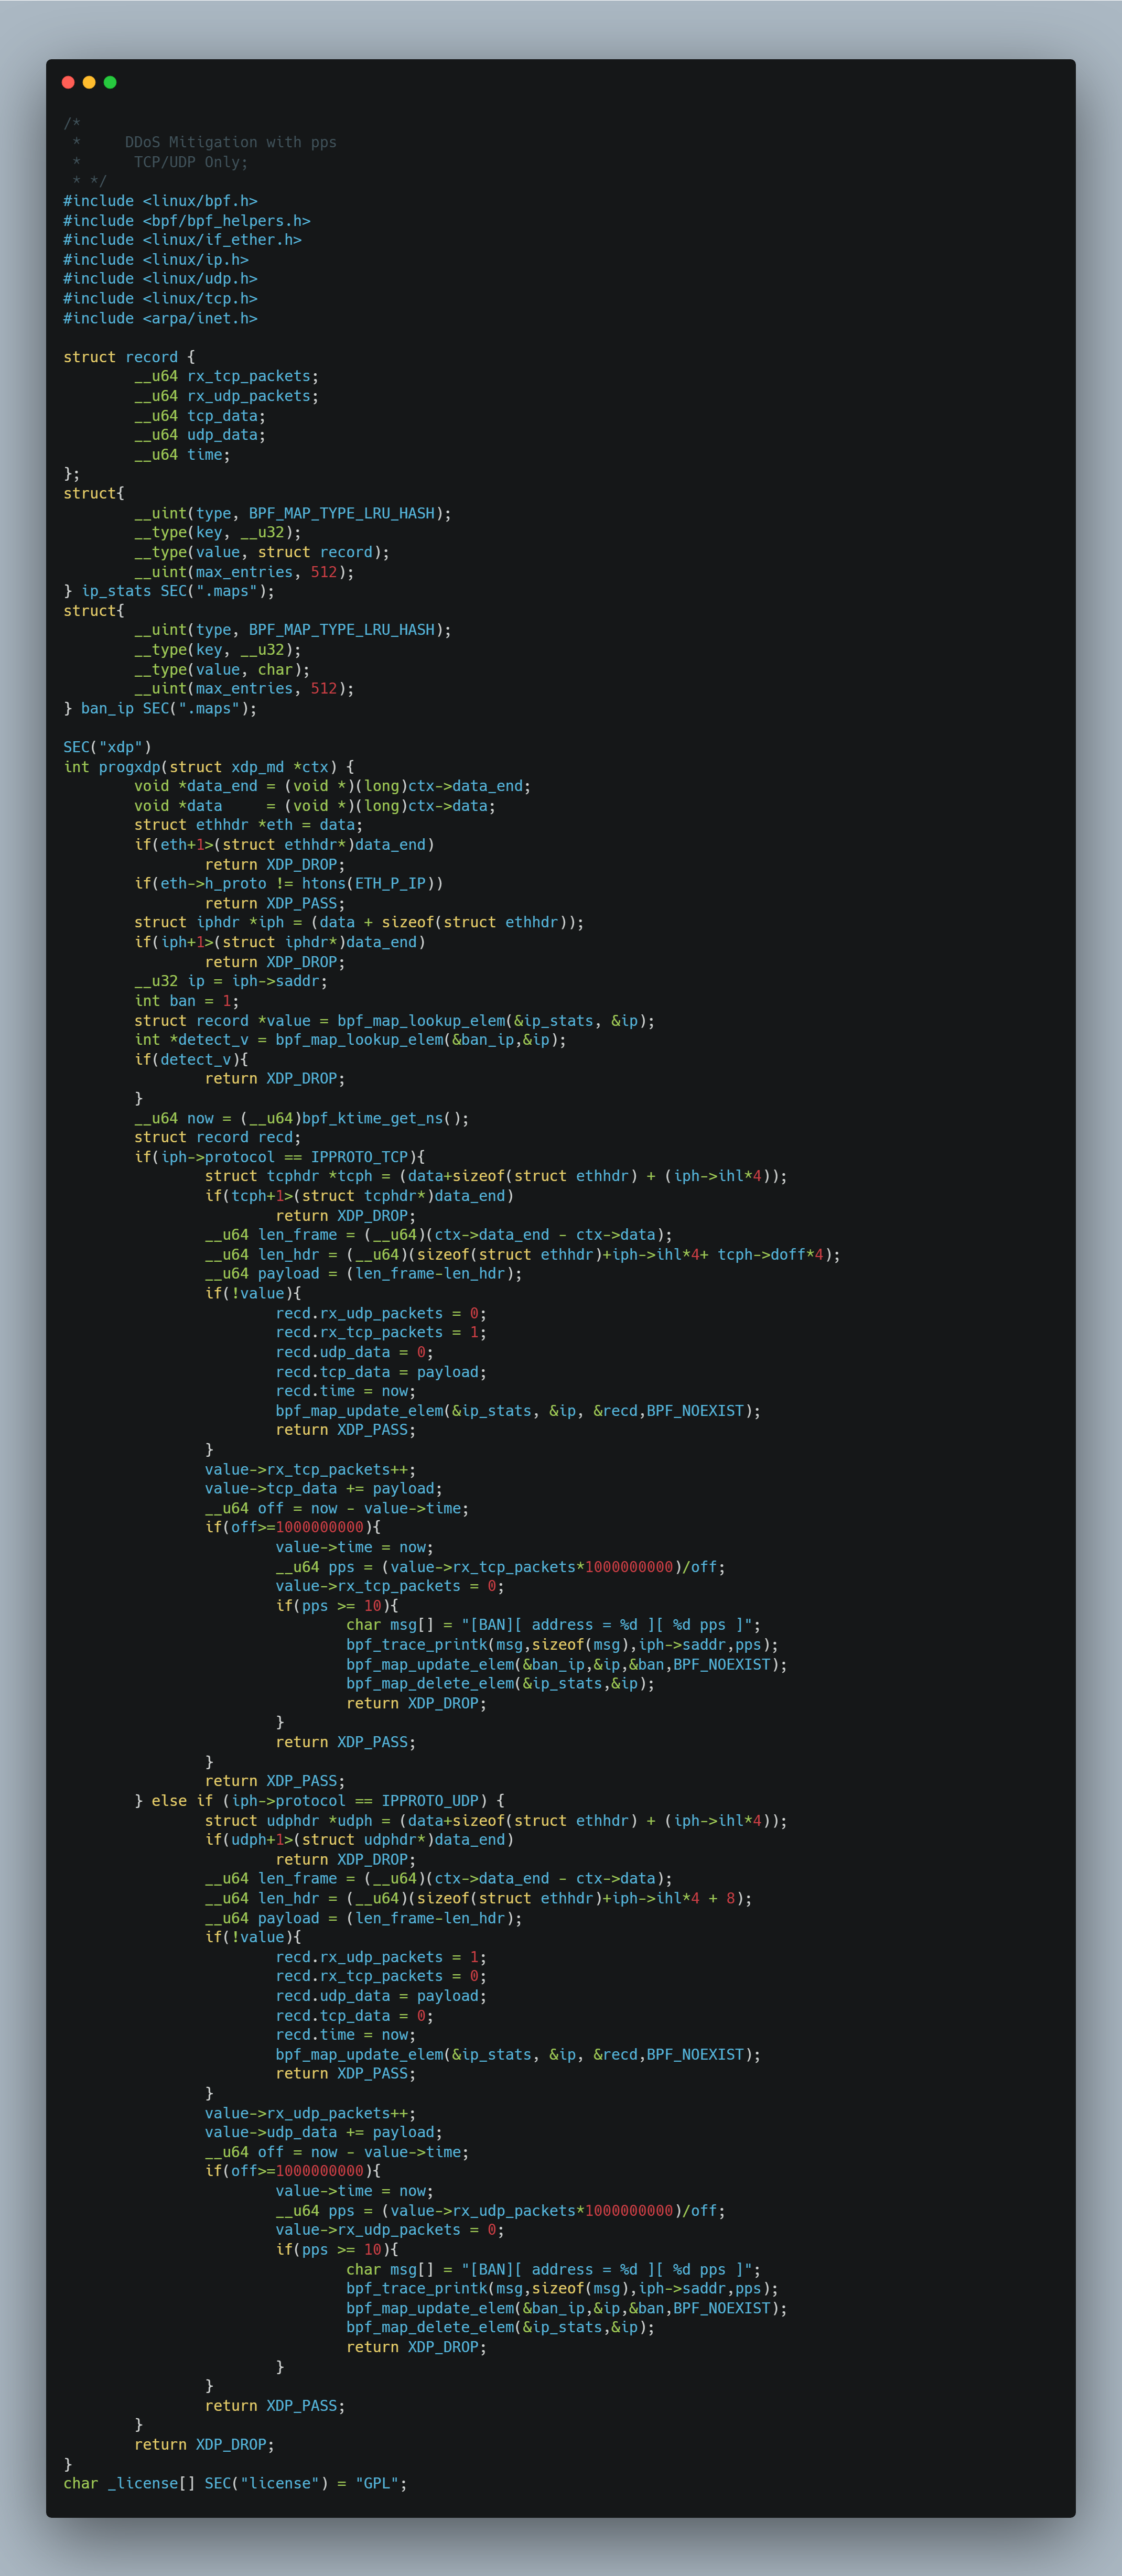 /*
 *     DDoS Mitigation with pps
 *      TCP/UDP Only;
 * */
#include <linux/bpf.h>
#include <bpf/bpf_helpers.h>
#include <linux/if_ether.h>
#include <linux/ip.h>
#include <linux/udp.h>
#include <linux/tcp.h>
#include <arpa/inet.h>

struct record {
        __u64 rx_tcp_packets;
        __u64 rx_udp_packets;
        __u64 tcp_data;
        __u64 udp_data;
        __u64 time;
};
struct{
        __uint(type, BPF_MAP_TYPE_LRU_HASH);
        __type(key, __u32);
        __type(value, struct record);
        __uint(max_entries, 512);
} ip_stats SEC(".maps");
struct{
        __uint(type, BPF_MAP_TYPE_LRU_HASH);
        __type(key, __u32);
        __type(value, char);
        __uint(max_entries, 512);
} ban_ip SEC(".maps");

SEC("xdp")
int progxdp(struct xdp_md *ctx) {
        void *data_end = (void *)(long)ctx->data_end;
        void *data     = (void *)(long)ctx->data;
        struct ethhdr *eth = data;
        if(eth+1>(struct ethhdr*)data_end)
                return XDP_DROP;
        if(eth->h_proto != htons(ETH_P_IP))
                return XDP_PASS;
        struct iphdr *iph = (data + sizeof(struct ethhdr));
        if(iph+1>(struct iphdr*)data_end)
                return XDP_DROP;
        __u32 ip = iph->saddr;
        int ban = 1;
        struct record *value = bpf_map_lookup_elem(&ip_stats, &ip);
        int *detect_v = bpf_map_lookup_elem(&ban_ip,&ip);
        if(detect_v){
                return XDP_DROP;
        }
        __u64 now = (__u64)bpf_ktime_get_ns();
        struct record recd;
        if(iph->protocol == IPPROTO_TCP){
                struct tcphdr *tcph = (data+sizeof(struct ethhdr) + (iph->ihl*4));
                if(tcph+1>(struct tcphdr*)data_end)
                        return XDP_DROP;
                __u64 len_frame = (__u64)(ctx->data_end - ctx->data);
                __u64 len_hdr = (__u64)(sizeof(struct ethhdr)+iph->ihl*4+ tcph->doff*4);
                __u64 payload = (len_frame-len_hdr);
                if(!value){
                        recd.rx_udp_packets = 0;
                        recd.rx_tcp_packets = 1;
                        recd.udp_data = 0;
                        recd.tcp_data = payload;
                        recd.time = now;
                        bpf_map_update_elem(&ip_stats, &ip, &recd,BPF_NOEXIST);
                        return XDP_PASS;
                }
                value->rx_tcp_packets++;
                value->tcp_data += payload;
                __u64 off = now - value->time;
                if(off>=1000000000){
                        value->time = now;
                        __u64 pps = (value->rx_tcp_packets*1000000000)/off;
                        value->rx_tcp_packets = 0;
                        if(pps >= 10){
                                char msg[] = "[BAN][ address = %d ][ %d pps ]";
                                bpf_trace_printk(msg,sizeof(msg),iph->saddr,pps);
                                bpf_map_update_elem(&ban_ip,&ip,&ban,BPF_NOEXIST);
                                bpf_map_delete_elem(&ip_stats,&ip);
                                return XDP_DROP;
                        }
                        return XDP_PASS;
                }
                return XDP_PASS;
        } else if (iph->protocol == IPPROTO_UDP) {
                struct udphdr *udph = (data+sizeof(struct ethhdr) + (iph->ihl*4));
                if(udph+1>(struct udphdr*)data_end)
                        return XDP_DROP;
                __u64 len_frame = (__u64)(ctx->data_end - ctx->data);
                __u64 len_hdr = (__u64)(sizeof(struct ethhdr)+iph->ihl*4 + 8);
                __u64 payload = (len_frame-len_hdr);
                if(!value){
                        recd.rx_udp_packets = 1;
                        recd.rx_tcp_packets = 0;
                        recd.udp_data = payload;
                        recd.tcp_data = 0;
                        recd.time = now;
                        bpf_map_update_elem(&ip_stats, &ip, &recd,BPF_NOEXIST);
                        return XDP_PASS;
                }
                value->rx_udp_packets++;
                value->udp_data += payload;
                __u64 off = now - value->time;
                if(off>=1000000000){
                        value->time = now;
                        __u64 pps = (value->rx_udp_packets*1000000000)/off;
                        value->rx_udp_packets = 0;
                        if(pps >= 10){
                                char msg[] = "[BAN][ address = %d ][ %d pps ]";
                                bpf_trace_printk(msg,sizeof(msg),iph->saddr,pps);
                                bpf_map_update_elem(&ban_ip,&ip,&ban,BPF_NOEXIST);
                                bpf_map_delete_elem(&ip_stats,&ip);
                                return XDP_DROP;
                        }
                }
                return XDP_PASS;
        }
        return XDP_DROP;
}
char _license[] SEC("license") = "GPL";